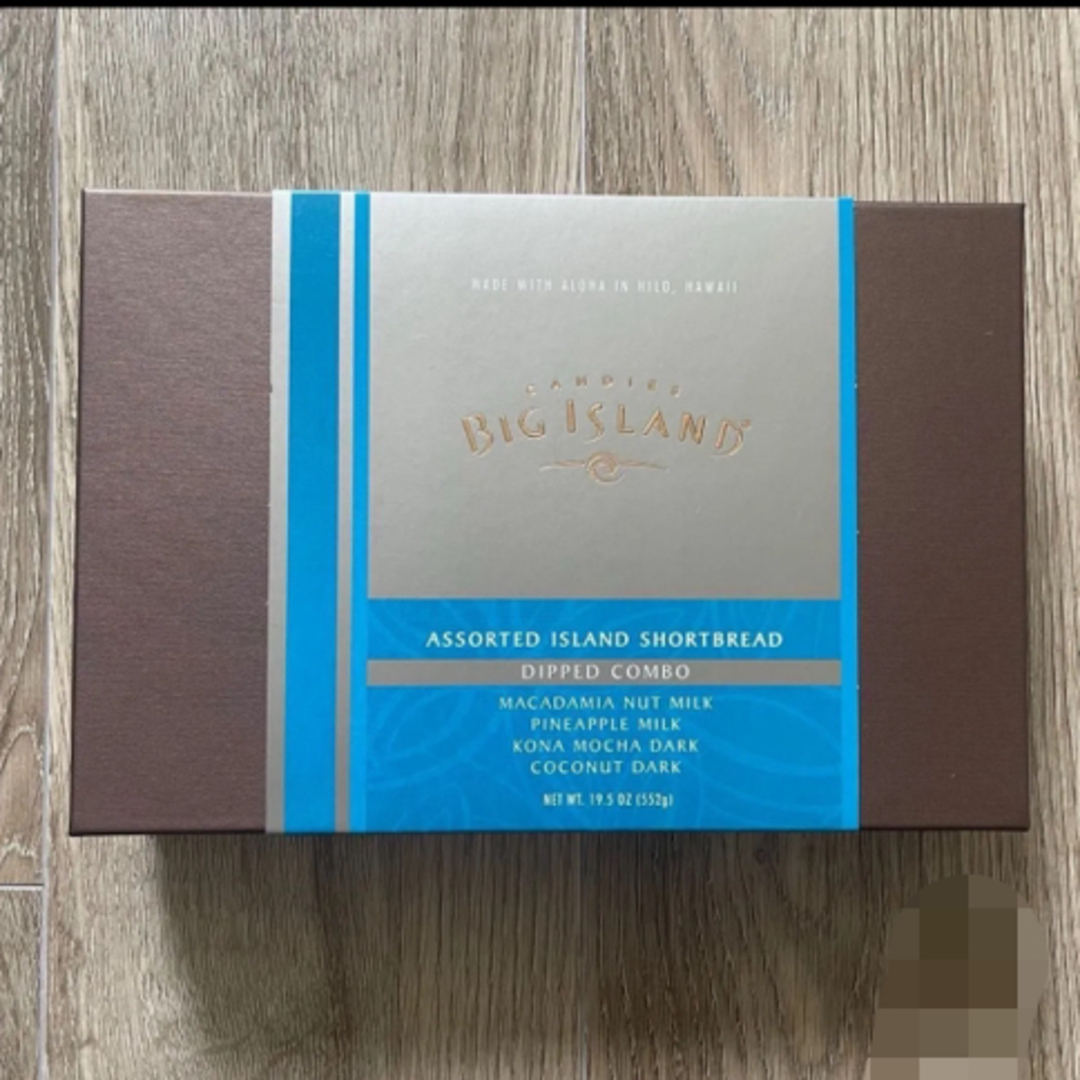 MADE WITH ALOHA IN HILO, HAWAII
CANDIES
BIG ISLAND®
ASSORTED ISLAND SHORTBREAD
DIPPED COMBO
MACADAMIA NUT MILK
PINEAPPLE MILK
KONA MOCHA DARK
COCONUT DARK
NET WT. 19.5 OZ (552g)